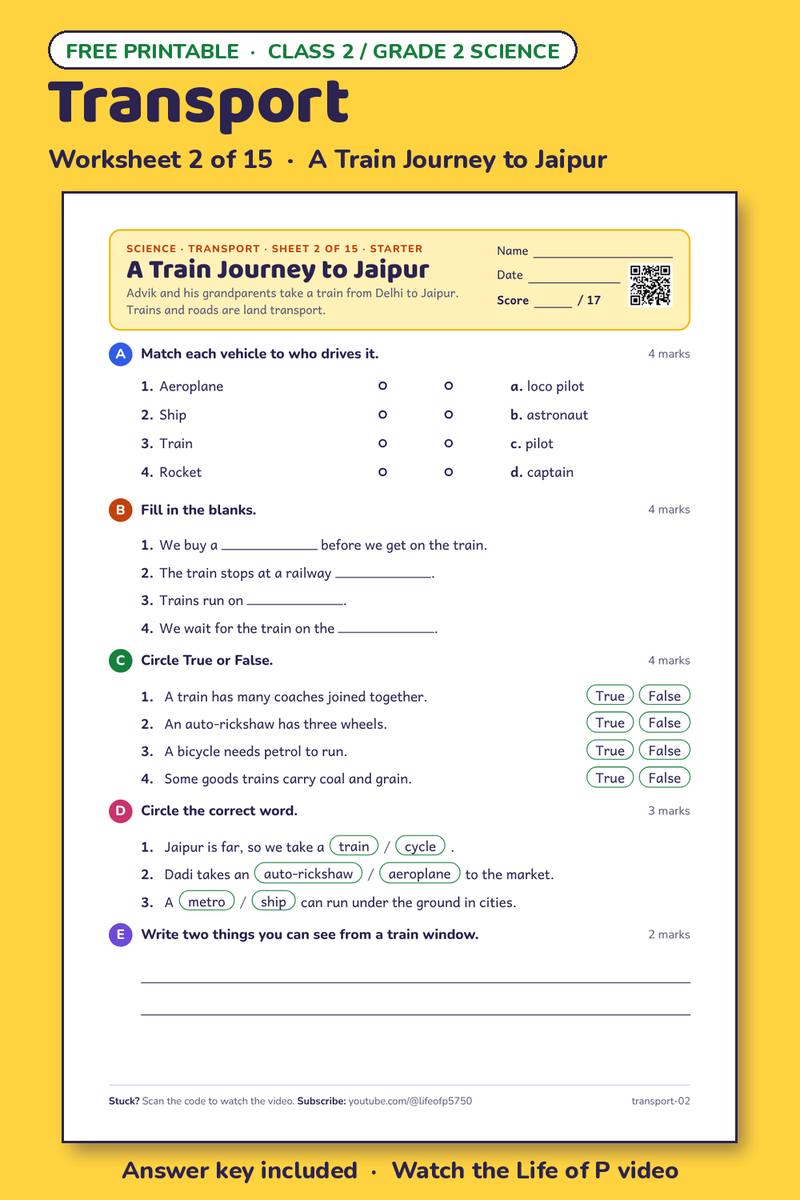 FREE PRINTABLE · CLASS 2 / GRADE 2 SCIENCE
Transport
Worksheet 2 of 15 · A Train Journey to Jaipur
SCIENCE · TRANSPORT · SHEET 2 OF 15 · STARTER
A Train Journey to Jaipur
Advik and his grandparents take a train from Delhi to Jaipur.
Trains and roads are land transport.
Name ____________
Date ____________
Score ______ / 17
A Match each vehicle to who drives it. 4 marks
1. Aeroplane a. loco pilot
2. Ship b. astronaut
3. Train c. pilot
4. Rocket d. captain
B Fill in the blanks. 4 marks
1. We buy a ____________ before we get on the train.
2. The train stops at a railway ____________.
3. Trains run on ____________.
4. We wait for the train on the ____________.
C Circle True or False. 4 marks
1. A train has many coaches joined together. True False
2. An auto-rickshaw has three wheels. True False
3. A bicycle needs petrol to run. True False
4. Some goods trains carry coal and grain. True False
D Circle the correct word. 3 marks
1. Jaipur is far, so we take a train / cycle .
2. Dadi takes an auto-rickshaw / aeroplane to the market.
3. A metro / ship can run under the ground in cities.
E Write two things you can see from a train window. 2 marks
Stuck? Scan the code to watch the video. Subscribe: youtube.com/@lifeofp5750 transport-02
Answer key included · Watch the Life of P video